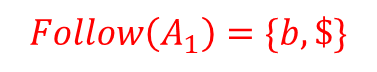 Follow(A₁) = {b,$}